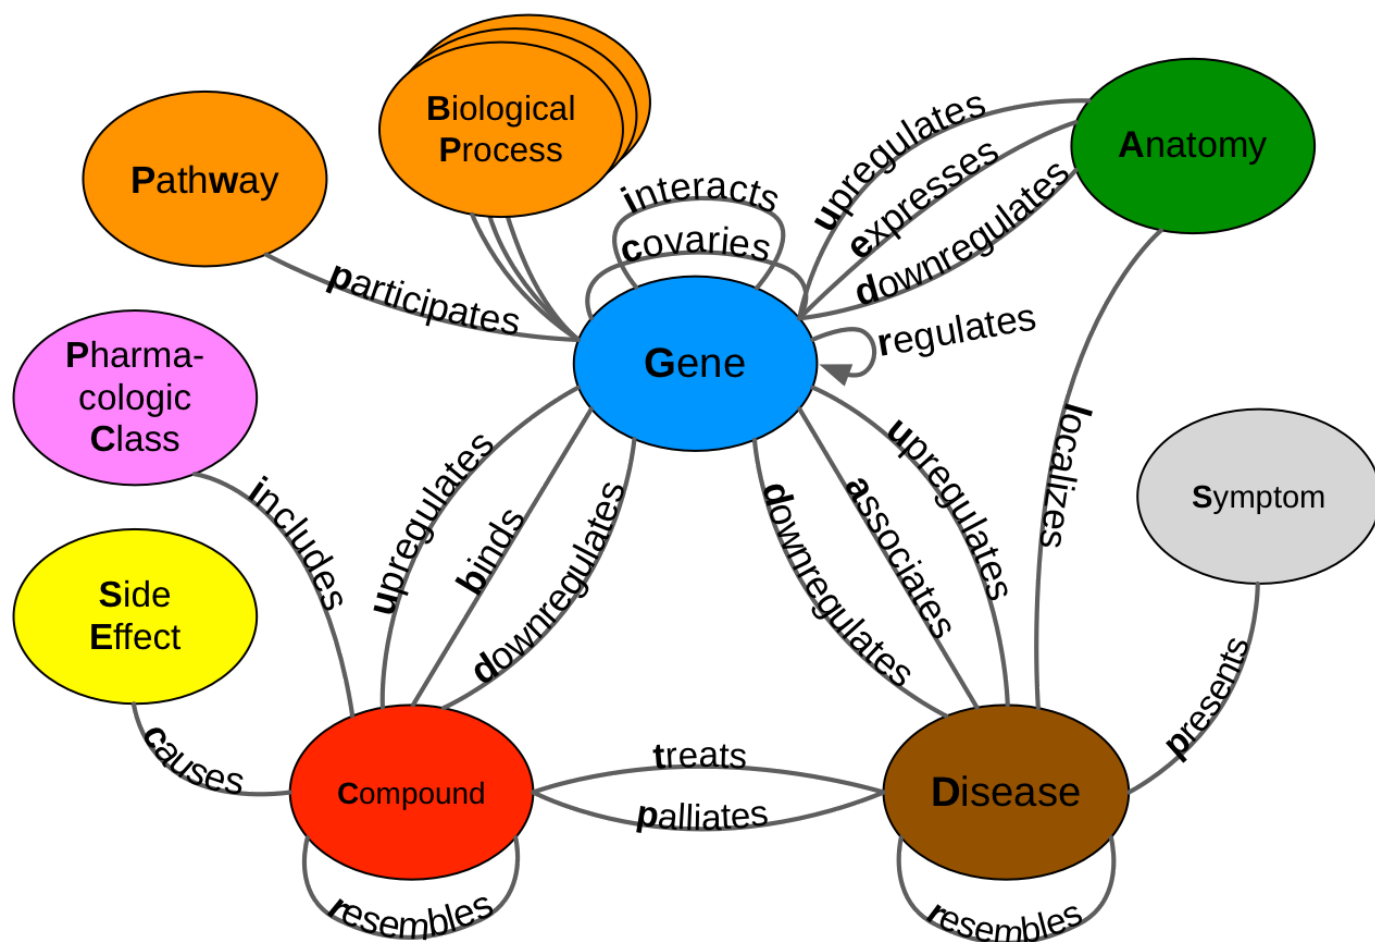 Biological
Process
Pathway
Anatomy
upregulates
expresses
downregulates
interacts
covaries
participates
regulates
Gene
Pharma-
cologic
Class
includes
upregulates
binds
downregulates
downregulates
associates
upregulates
localizes
Symptom
Side
Effect
causes
presents
Compound
treats
palliates
Disease
resembles
resembles